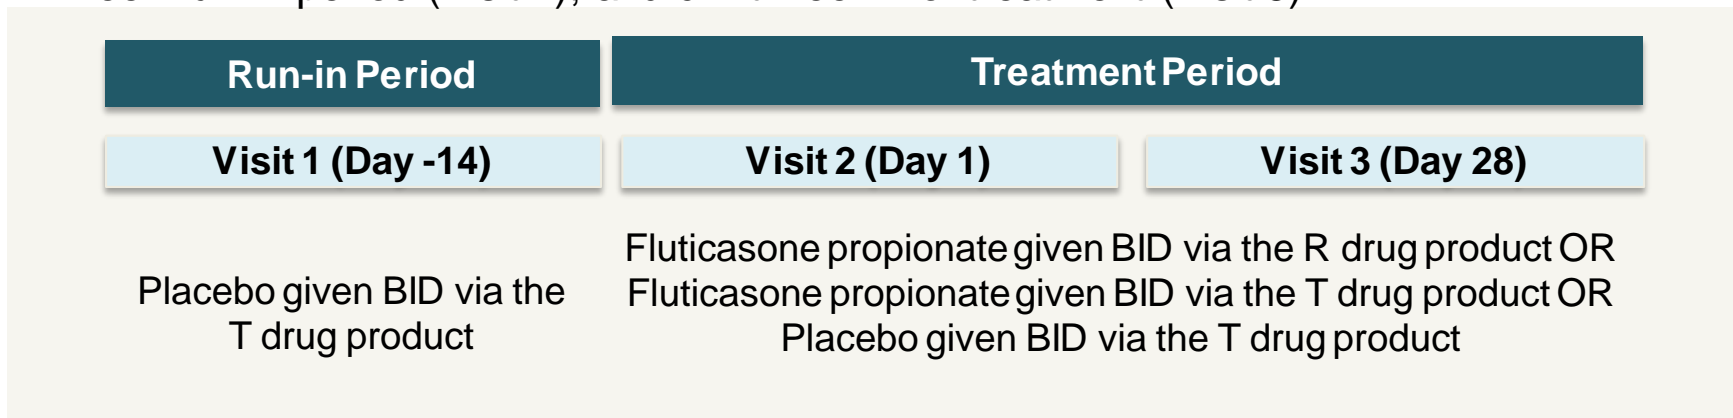 Run-in Period
Treatment Period
Visit 1 (Day -14)
Visit 2 (Day 1)
Visit 3 (Day 28)
Placebo given BID via the
T drug product
Fluticasone propionate given BID via the R drug product OR
Fluticasone propionate given BID via the T drug product OR
Placebo given BID via the T drug product